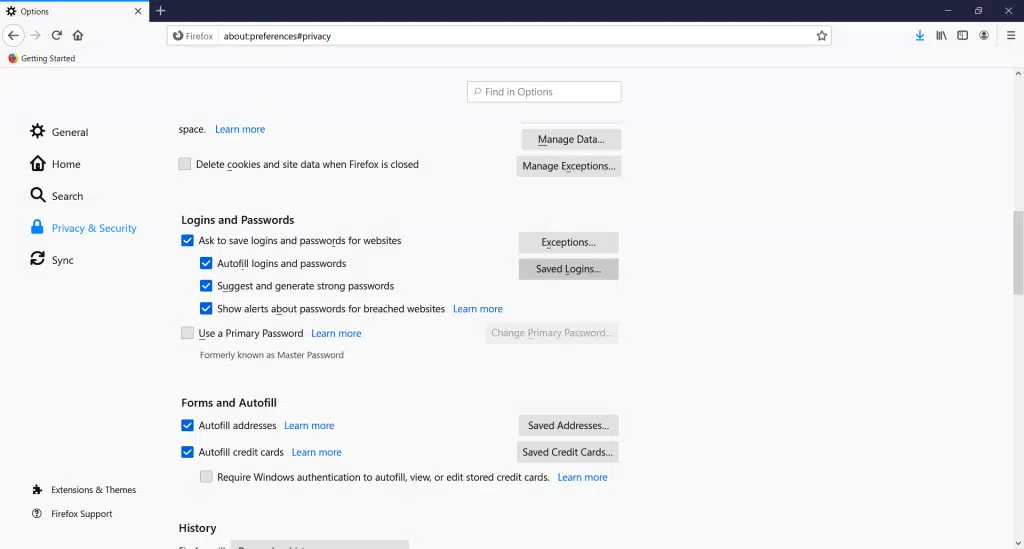 Options
Firefox about:preferences#privacy
Getting Started
Find in Options
General
Home
Search
Privacy & Security
Sync
space. Learn more
Manage Data...
Delete cookies and site data when Firefox is closed
Manage Exceptions...
Logins and Passwords
Ask to save logins and passwords for websites
Exceptions...
Autofill logins and passwords
Saved Logins...
Suggest and generate strong passwords
Show alerts about passwords for breached websites Learn more
Use a Primary Password Learn more
Change Primary Password...
Formerly known as Master Password
Forms and Autofill
Autofill addresses Learn more
Saved Addresses...
Autofill credit cards Learn more
Saved Credit Cards...
Require Windows authentication to autofill, view, or edit stored credit cards. Learn more
Extensions & Themes
Firefox Support
History